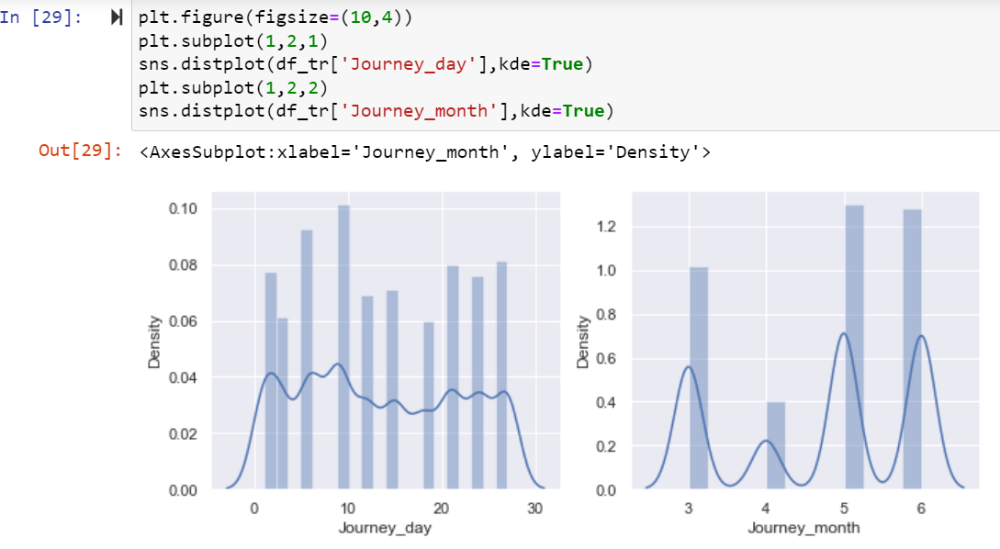 In [29]:
plt.figure(figsize=(10,4))
plt.subplot(1,2,1)
sns.distplot(df_tr['Journey_day'],kde=True)
plt.subplot(1,2,2)
sns.distplot(df_tr['Journey_month'],kde=True)
Out[29]: <AxesSubplot:xlabel='Journey_month', ylabel='Density'>
0.10
0.08
0.06
0.04
0.02
0.00
Density
0 10 20 30
Journey_day
1.2
1.0
0.8
0.6
0.4
0.2
0.0
Density
3 4 5 6
Journey_month